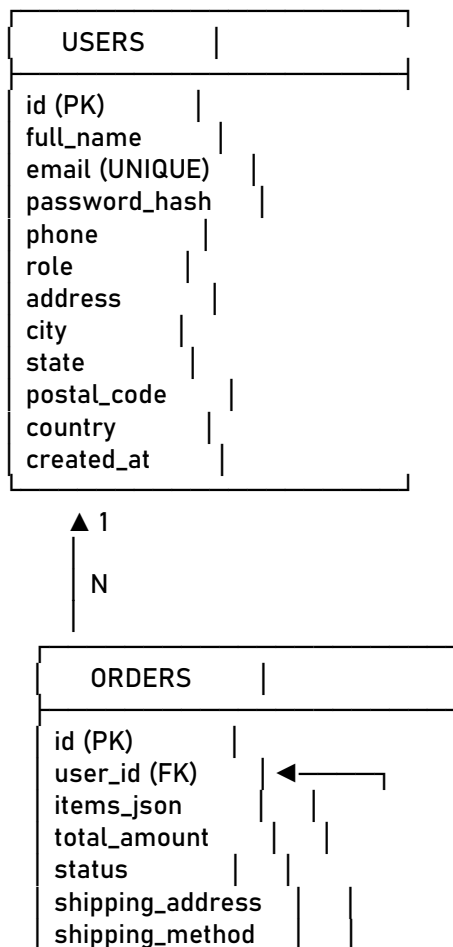 USERS
id (PK)
full_name
email (UNIQUE)
password_hash
phone
role
address
city
state
postal_code
country
created_at
▲ 1
N
ORDERS
id (PK)
user_id (FK) ◄
items_json
total_amount
status
shipping_address
shipping_method